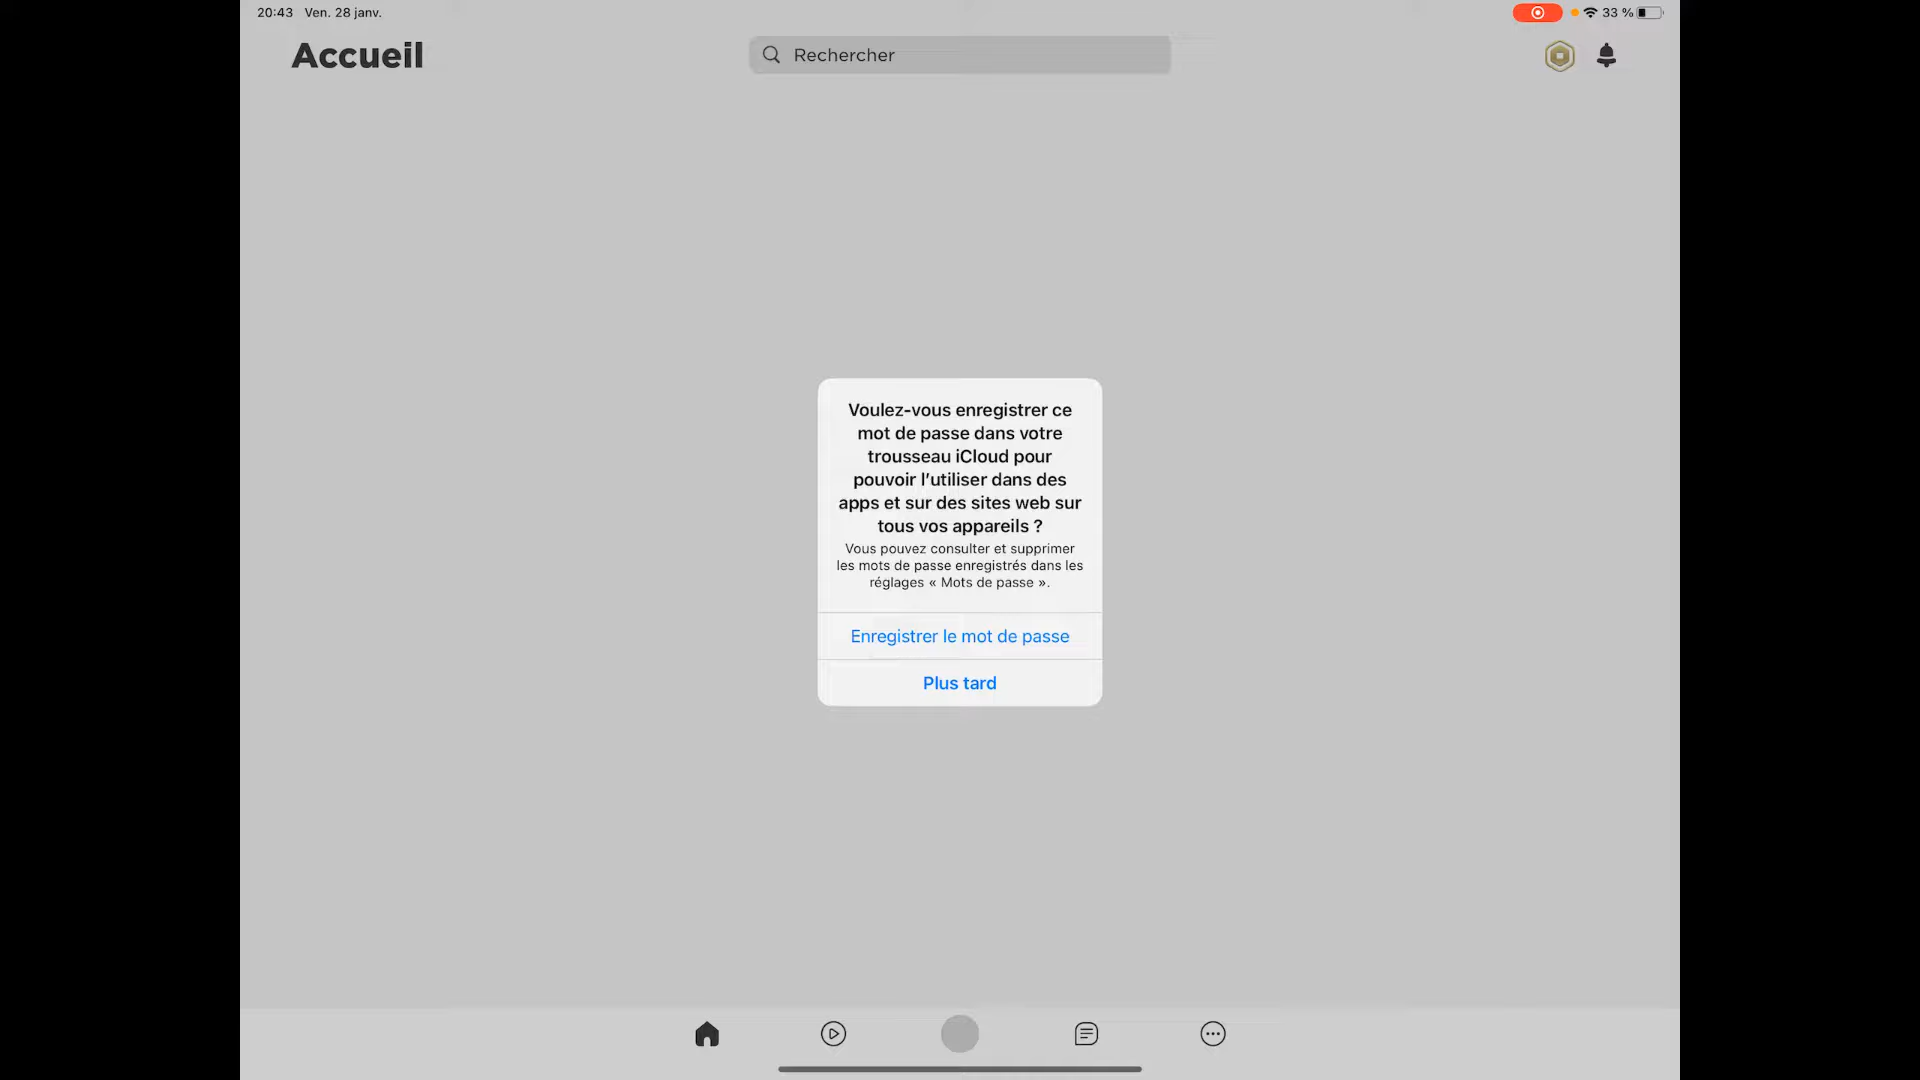 20:43 Ven. 28 janv.
33 %
Accueil
Rechercher
Voulez-vous enregistrer ce
mot de passe dans votre
trousseau iCloud pour
pouvoir l’utiliser dans des
apps et sur des sites web sur
tous vos appareils ?
Vous pouvez consulter et supprimer
les mots de passe enregistrés dans les
réglages « Mots de passe ».
Enregistrer le mot de passe
Plus tard